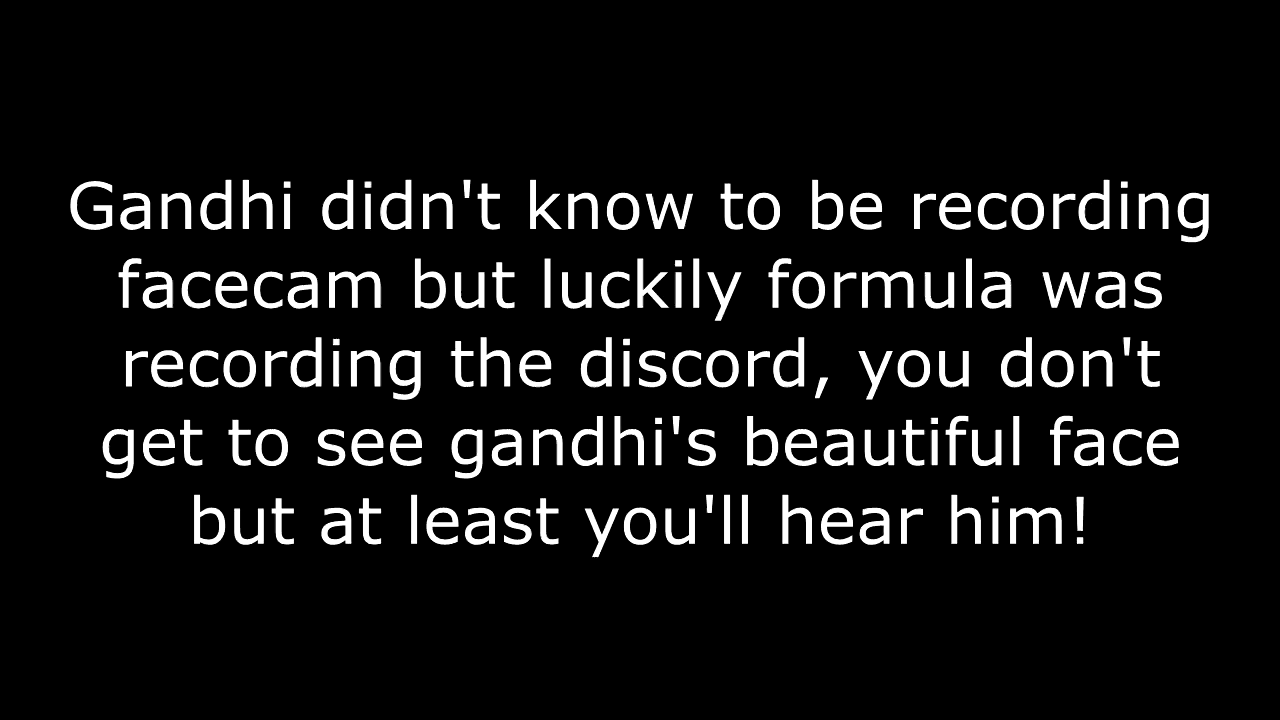 Gandhi didn't know to be recording
facecam but luckily formula was
recording the discord, you don't
get to see gandhi's beautiful face
but at least you'll hear him!